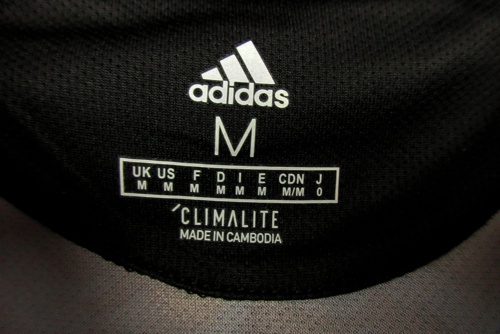 adidas
M
UK US F D I E CDN J
M M M M M M M/M O
CLIMALITE
MADE IN CAMBODIA